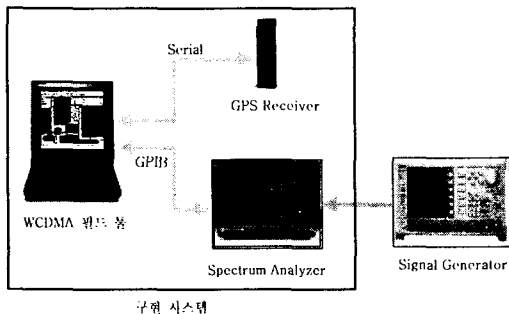 Serial
GPS Receiver
GPIB
WCDMA 필드 툴
Spectrum Analyzer
Signal Generator
구현 시스템